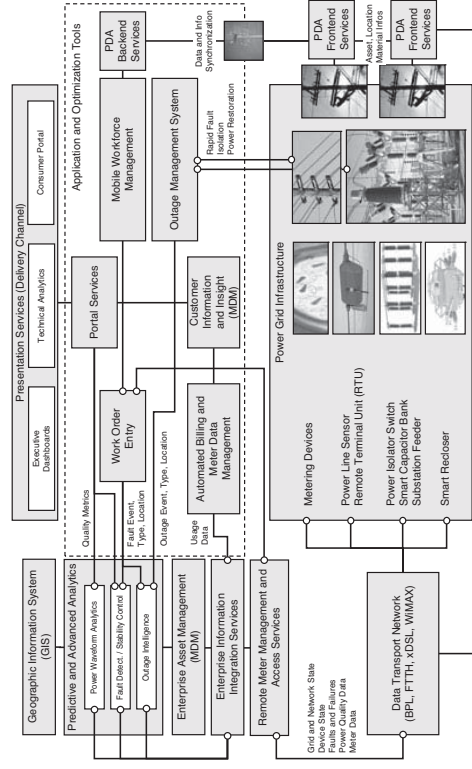 Presentation Services (Delivery Channel)
Executive
Dashboards
Technical Analytics
Consumer Portal
Geographic Information System
(GIS)
Predictive and Advanced Analytics
Power Waveform Analytics
Fault Detect. / Stability Control
Outage Intelligence
Enterprise Asset Management
(MDM)
Enterprise Information
Integration Services
Remote Meter Management and
Access Services
Quality Metrics
Fault Event,
Type, Location
Outage Event, Type, Location
Usage
Data
Application and Optimization Tools
Portal Services
Work Order
Entry
Mobile Workforce
Management
PDA
Backend
Services
Outage Management System
Customer
Information
and Insight
(MDM)
Automated Billing and
Meter Data
Management
Data and Info
Synchronization
Rapid Fault
Isolation
Power Restoration
PDA
Frontend
Services
Asset, Location
Material Infos
PDA
Frontend
Services
Power Grid Infrastructure
Metering Devices
Power Line Sensor
Remote Terminal Unit (RTU)
Power Isolator Switch
Smart Capacitor Bank
Substation Feeder
Smart Recloser
Grid and Network State
Device State
Faults and Failures
Power Quality Data
Meter Data
Data Transport Network
(BPL, FTTH, xDSL, WiMAX)